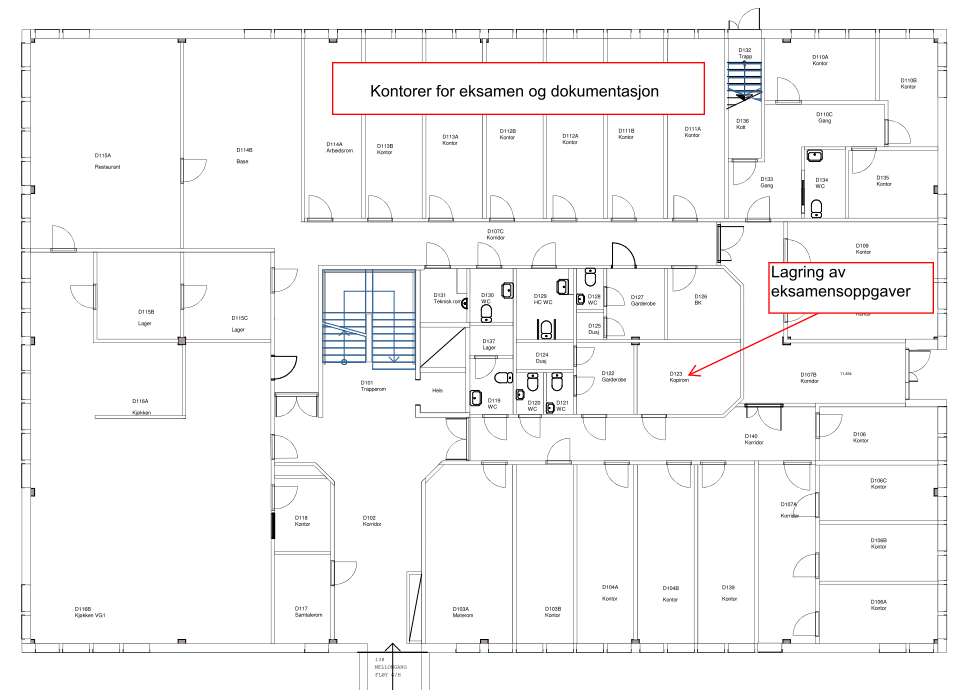 Kontorer for eksamen og dokumentasjon
Lagring av
eksamensoppgaver
D132
Trapp
D110A
Kontor
D110B
Kontor
D115A
Restaurant
D114B
Base
D114A
Arbeidsrom
D113B
Kontor
D113A
Kontor
D112B
Kontor
D112A
Kontor
D111B
Kontor
D111A
Kontor
D136
Kott
D110C
Gang
D133
Gang
D134
WC
D135
Kontor
D107C
Korridor
D109
Kontor
Kontor
D115B
Lager
D115C
Lager
D131
Teknisk rom
D130
WC
D129
HC WC
D128
WC
D127
Garderobe
D126
BK
D125
Dusj
D137
Lager
D124
Dusj
D122
Garderobe
D123
Kopirom
D107B
Korridor
D101
Trapperom
Heis
D119
WC
D120
WC
D121
WC
D116A
Kjøkken
D140
Korridor
D106
Kontor
D118
Kontor
D102
Korridor
D107A
Korridor
D106C
Kontor
D106B
Kontor
D106A
Kontor
D116B
Kjøkken VG1
D117
Samtalerom
D103A
Møterom
D103B
Kontor
D104A
Kontor
D104B
Kontor
D139
Kontor
MELLOMGANG
FLØY